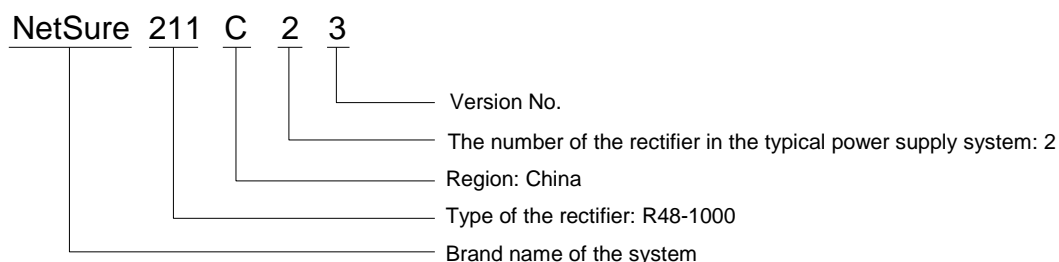 NetSure 211 C 2 3
Version No.
The number of the rectifier in the typical power supply system: 2
Region: China
Type of the rectifier: R48-1000
Brand name of the system